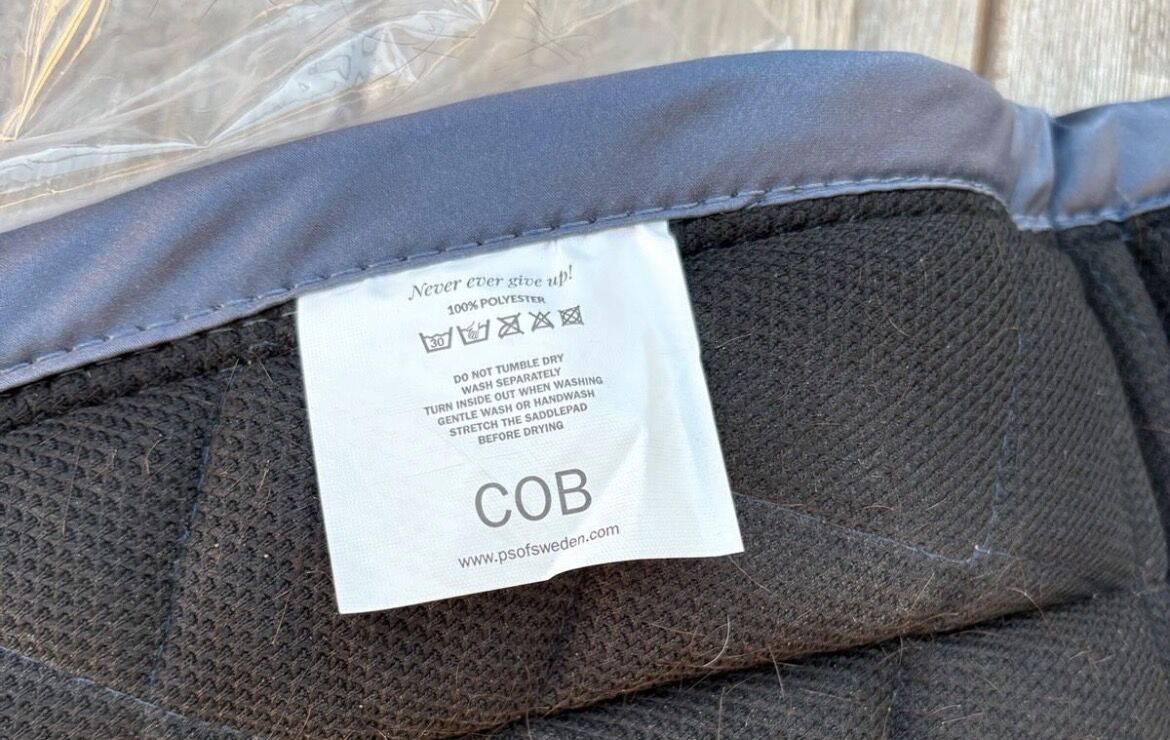 Never ever give up!
100% POLYESTER
30
DO NOT TUMBLE DRY
WASH SEPARATELY
TURN INSIDE OUT WHEN WASHING
GENTLE WASH OR HANDWASH
STRETCH THE SADDLEPAD
BEFORE DRYING
COB
www.psofsweden.com